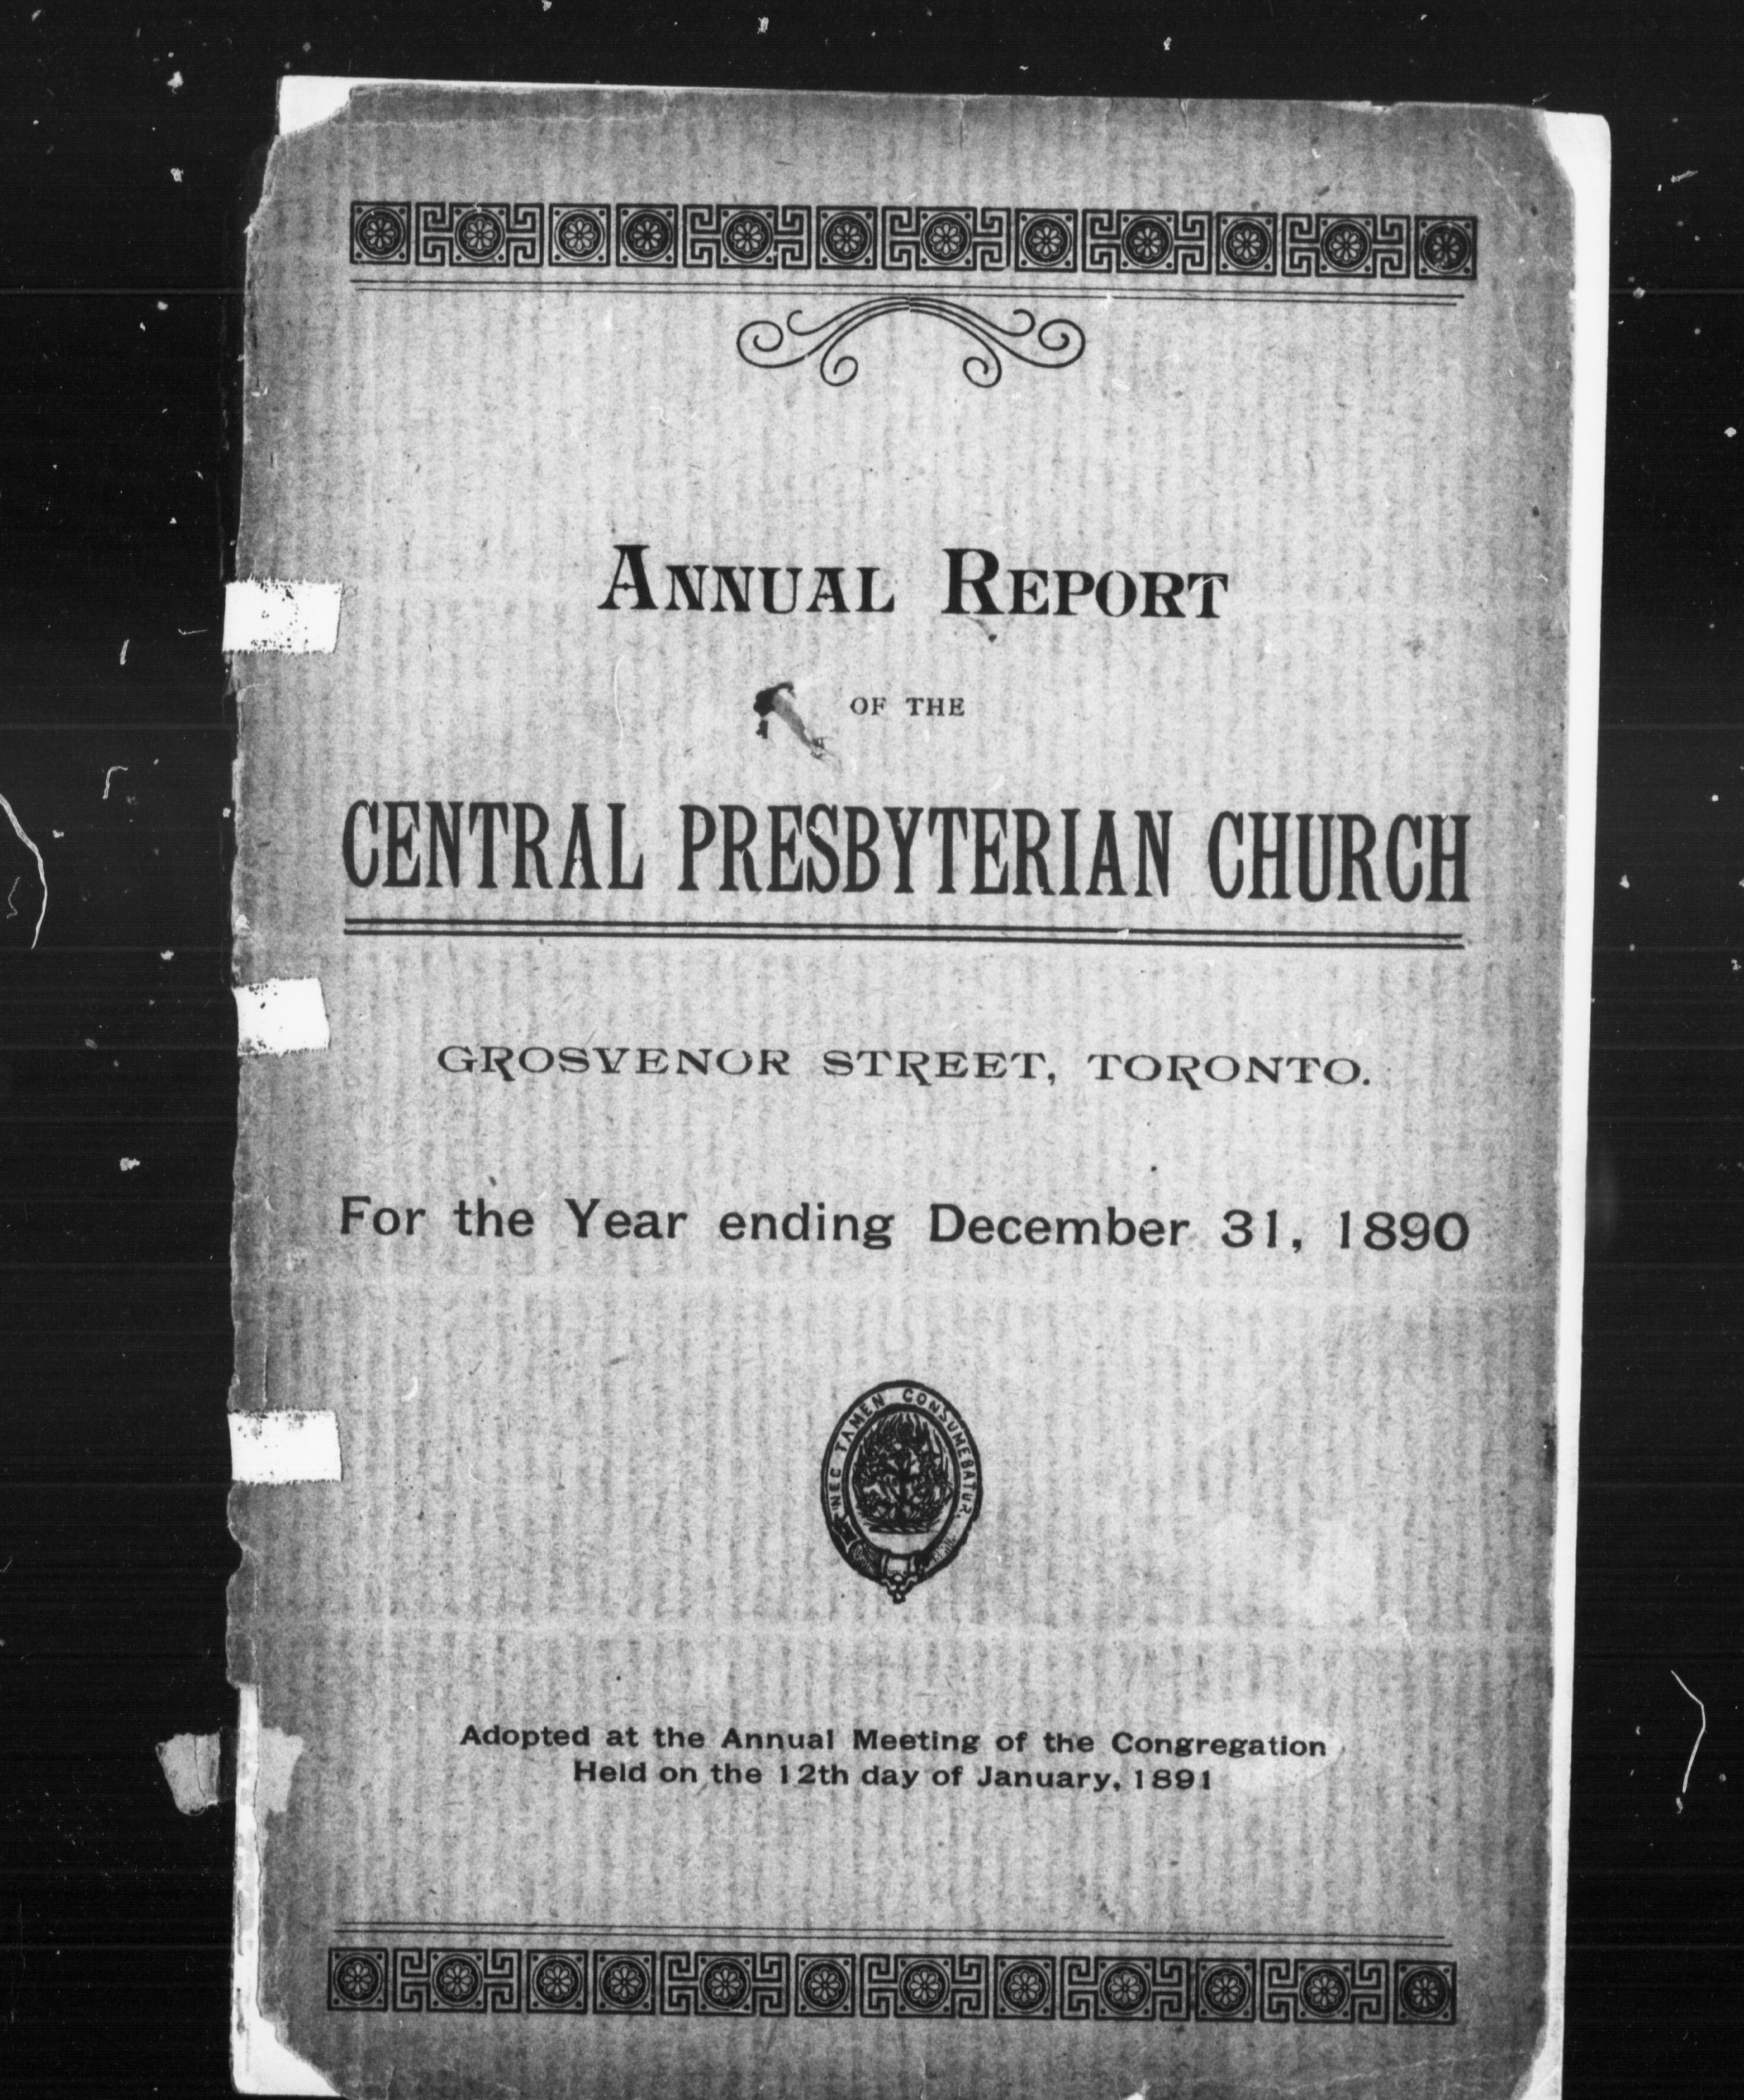 ANNUAL REPORT
OF THE
CENTRAL PRESBYTERIAN CHURCH
GROSVENOR STREET, TORONTO.
For the Year ending December 31, 1890
NEC TAMEN CONSUMEBATUR.
Adopted at the Annual Meeting of the Congregation
Held on the 12th day of January, 1891